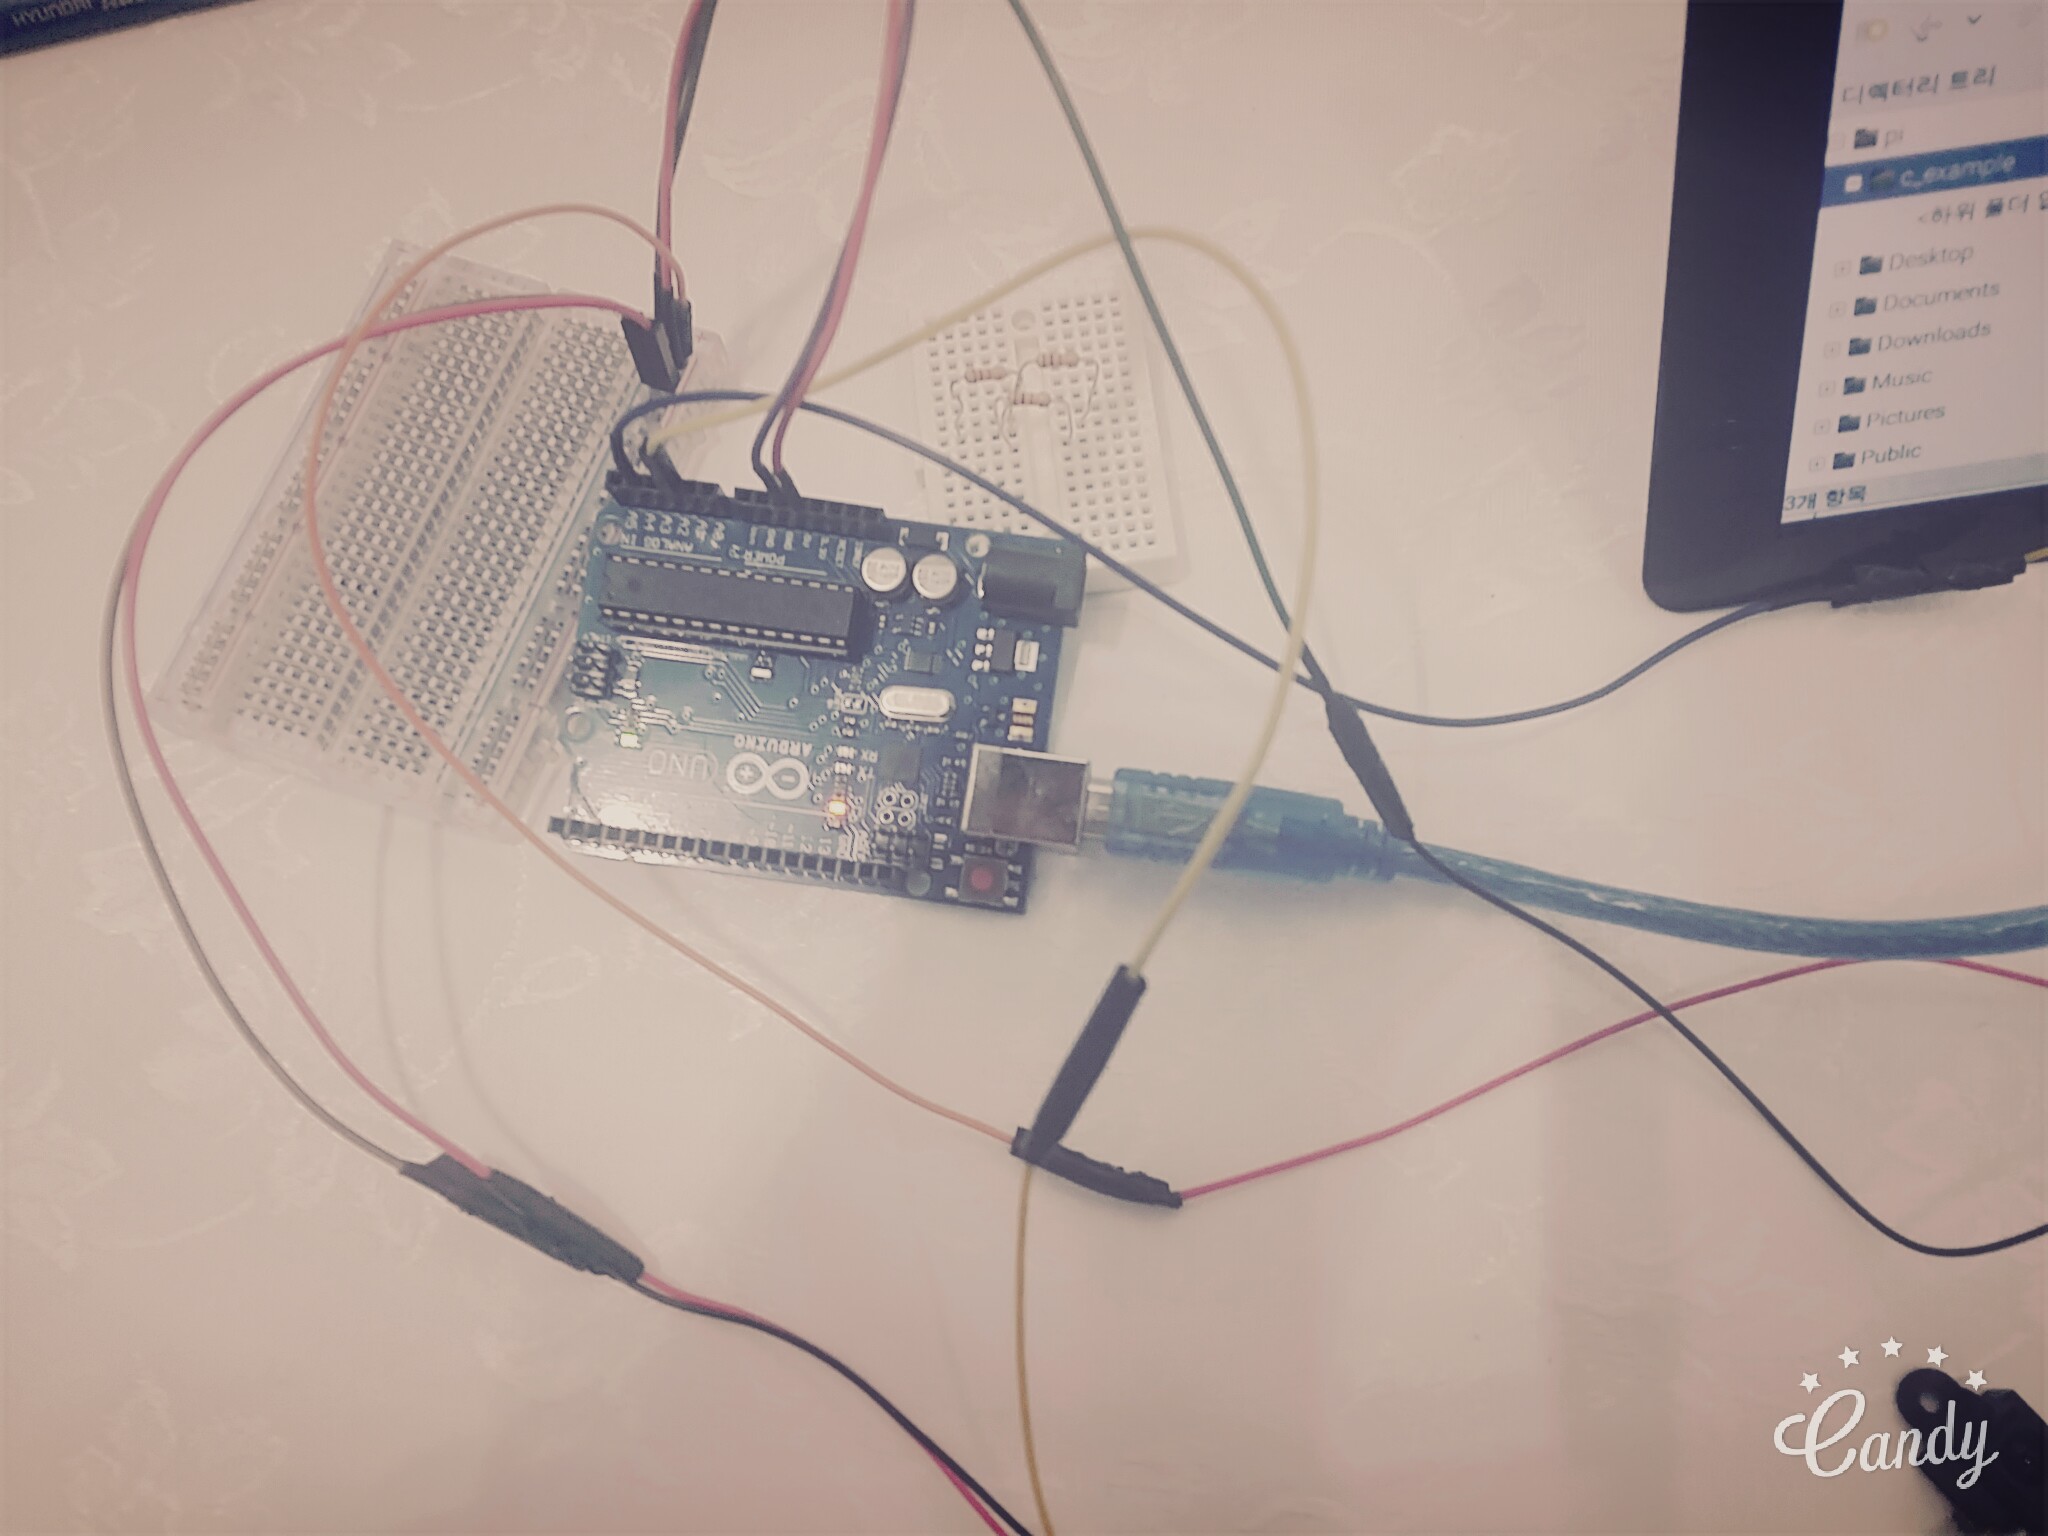 HYUNDAI
디렉터리 트리
pi
c_example
<하위 폴더
Desktop
Documents
Downloads
Music
Pictures
Public
3개 항목
ANALOG IN
POWER
UNO
ARDUINO
TX
RX
Candy